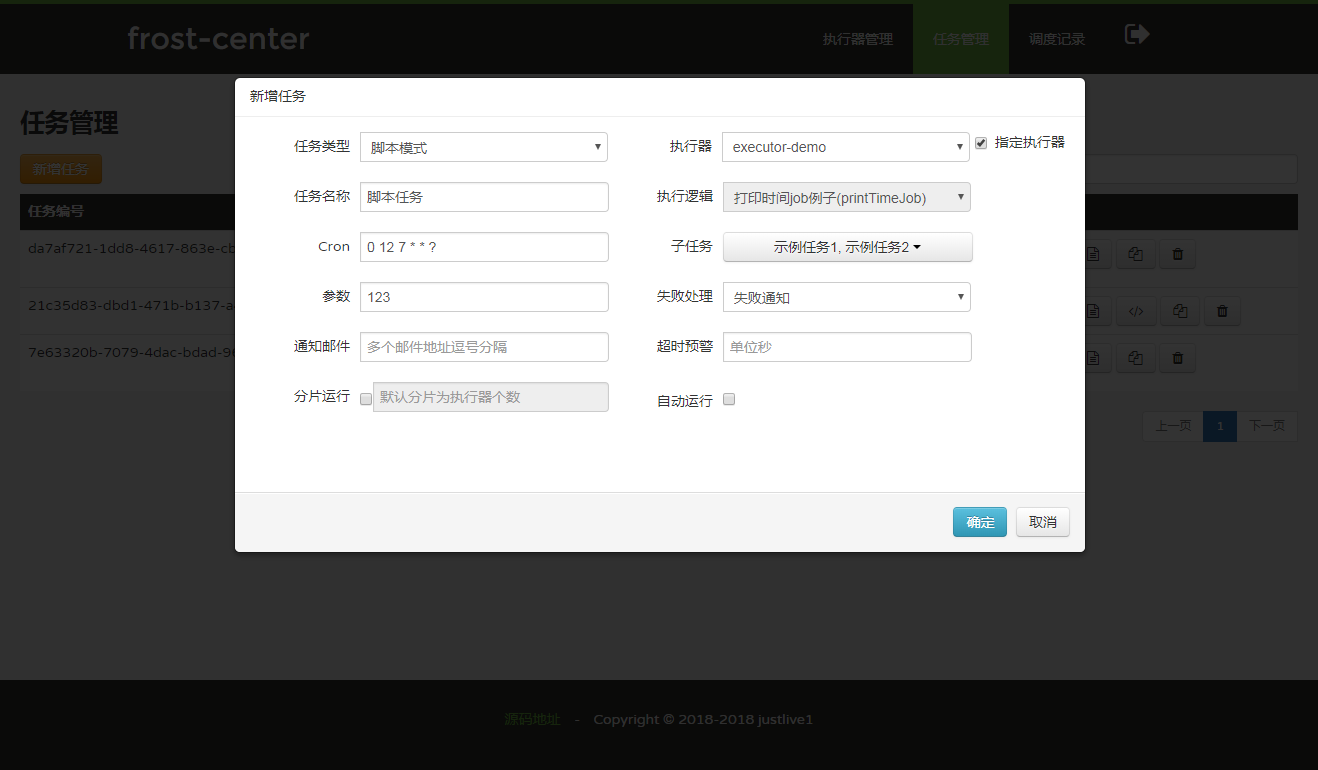 frost-center
执行器管理 任务管理 调度记录
新增任务
任务管理
新增任务
任务编号
da7af721-1dd8-4617-863e-cb
21c35d83-dbd1-471b-b137-a
7e63320b-7079-4dac-bdad-9
任务类型 脚本模式 执行器 executor-demo 指定执行器
任务名称 脚本任务 执行逻辑 打印时间job例子(printTimeJob)
Cron 0 12 7 * * ? 子任务 示例任务1, 示例任务2
参数 123 失败处理 失败通知
通知邮件 多个邮件地址逗号分隔 超时预警 单位秒
分片运行 默认分片为执行器个数 自动运行
上一页 1 下一页
确定 取消
源码地址 - Copyright © 2018-2018 justlive1